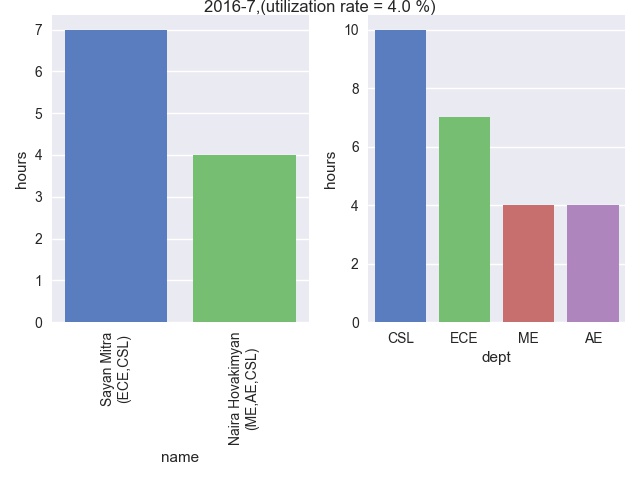 2016-7,(utilization rate = 4.0 %)
7
6
5
4
3
2
1
0
hours
Sayan Mitra
(ECE,CSL)
Naira Hovakimyan
(ME,AE,CSL)
name
10
8
6
4
2
0
hours
CSL ECE ME AE
dept